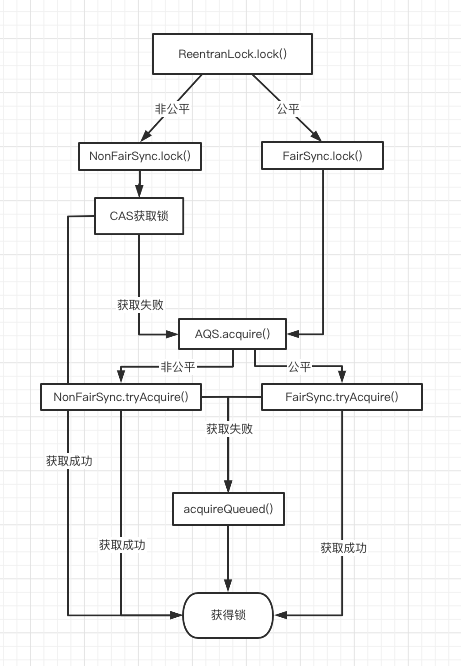 ReentranLock.lock()
非公平
公平
NonFairSync.lock()
FairSync.lock()
CAS获取锁
获取失败
AQS.acquire()
非公平
公平
NonFairSync.tryAcquire()
FairSync.tryAcquire()
获取失败
获取成功
acquireQueued()
获取成功
获取成功
获得锁